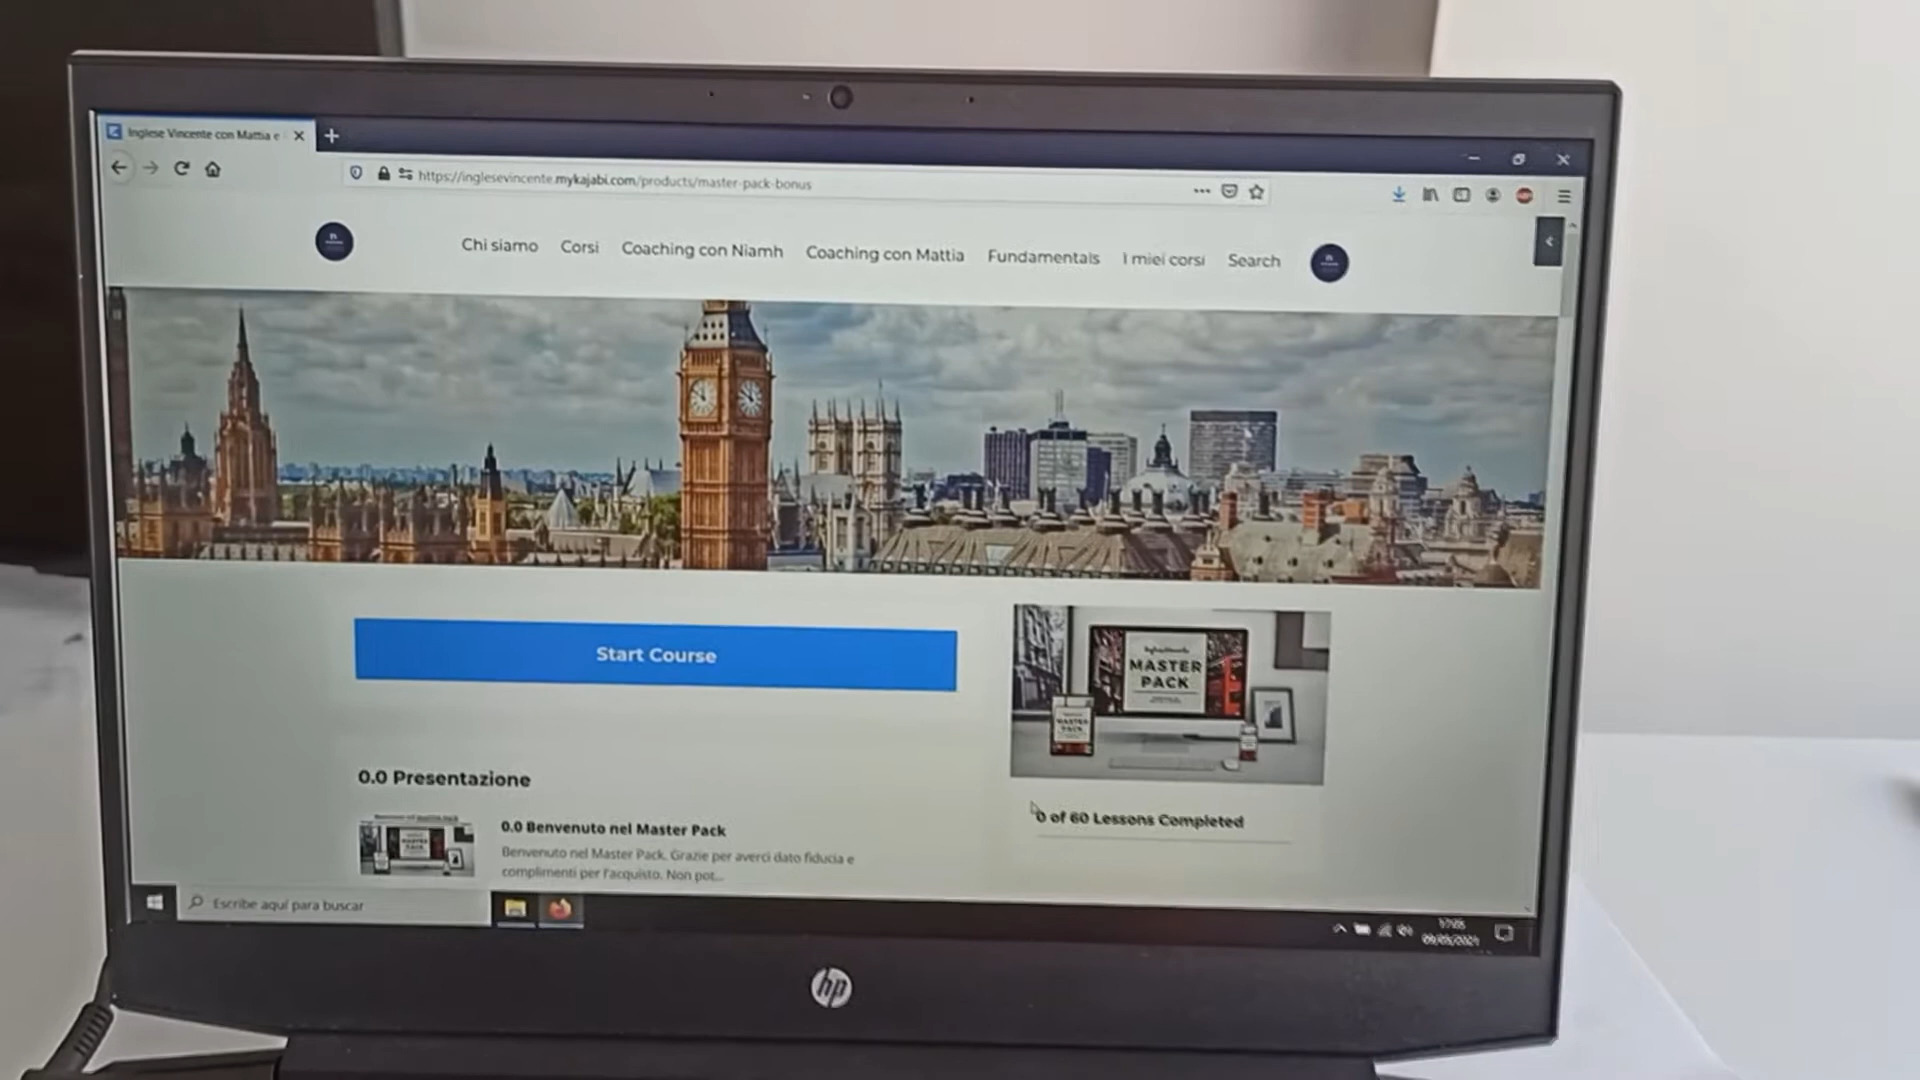 Inglese Vincente con Mattia e
https://inglesevincente.mykajabi.com/products/master-pack-bonus
Chi siamo Corsi Coaching con Niamh Coaching con Mattia Fundamentals I miei corsi Search
Start Course
MASTER
PACK
MASTER
PACK
0.0 Presentazione
0 of 60 Lessons Completed
0.0 Benvenuto nel Master Pack
Benvenuto nel Master Pack. Grazie per averci dato fiducia e
complimenti per l'acquisto. Non pot...
Escribe aquí para buscar
hp